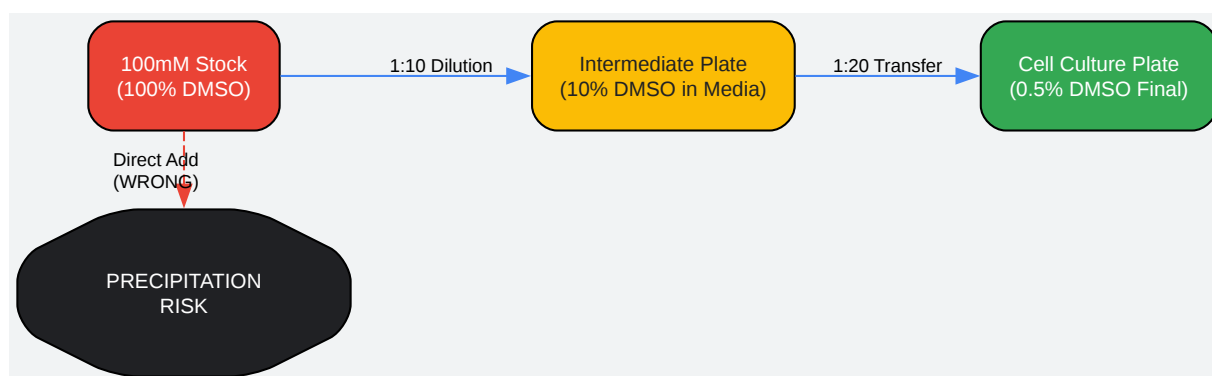 100mM Stock
(100% DMSO)
1:10 Dilution
Intermediate Plate
(10% DMSO in Media)
1:20 Transfer
Cell Culture Plate
(0.5% DMSO Final)
Direct Add
(WRONG)
PRECIPITATION
RISK